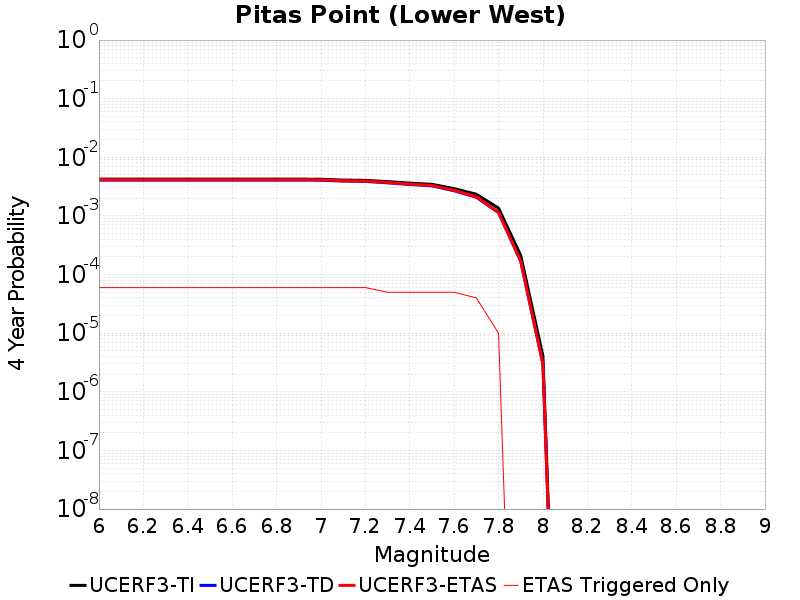 Pitas Point (Lower West)
10^0
10^-1
10^-2
10^-3
10^-4
10^-5
10^-6
10^-7
10^-8
4 Year Probability
6 6.2 6.4 6.6 6.8 7 7.2 7.4 7.6 7.8 8 8.2 8.4 8.6 8.8 9
Magnitude
UCERF3-TI UCERF3-TD UCERF3-ETAS ETAS Triggered Only